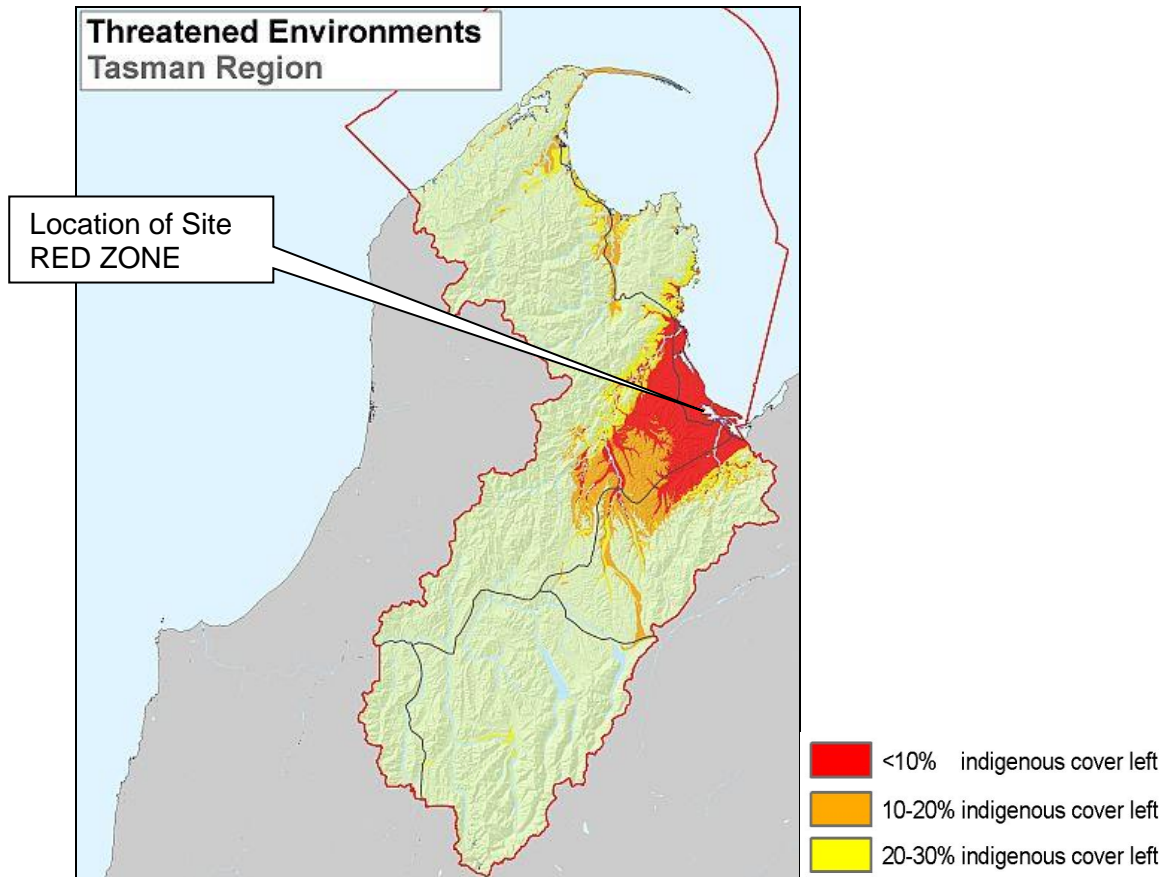 Threatened Environments
Tasman Region
Location of Site
RED ZONE
<10% indigenous cover left
10-20% indigenous cover left
20-30% indigenous cover left